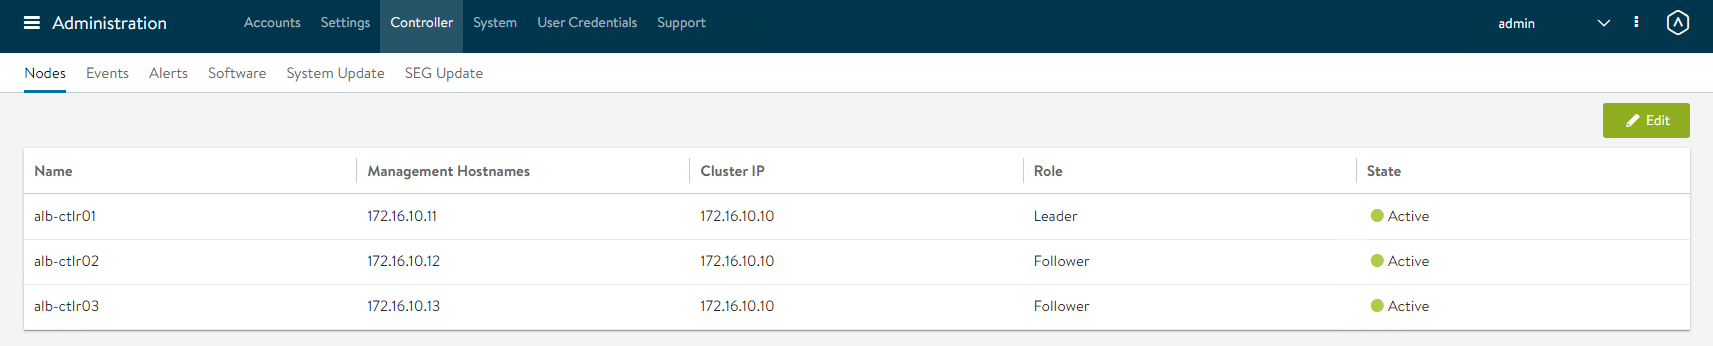 Administration Accounts Settings Controller System User Credentials Support admin
Nodes Events Alerts Software System Update SEG Update
Edit
Name Management Hostnames Cluster IP Role State
alb-ctlr01 172.16.10.11 172.16.10.10 Leader Active
alb-ctlr02 172.16.10.12 172.16.10.10 Follower Active
alb-ctlr03 172.16.10.13 172.16.10.10 Follower Active